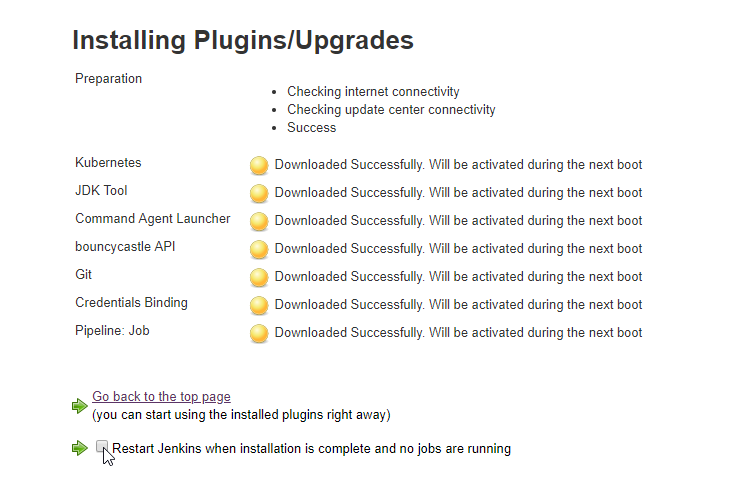 Installing Plugins/Upgrades
Preparation
Checking internet connectivity
Checking update center connectivity
Success
Kubernetes Downloaded Successfully. Will be activated during the next boot
JDK Tool Downloaded Successfully. Will be activated during the next boot
Command Agent Launcher Downloaded Successfully. Will be activated during the next boot
bouncycastle API Downloaded Successfully. Will be activated during the next boot
Git Downloaded Successfully. Will be activated during the next boot
Credentials Binding Downloaded Successfully. Will be activated during the next boot
Pipeline: Job Downloaded Successfully. Will be activated during the next boot
Go back to the top page
(you can start using the installed plugins right away)
Restart Jenkins when installation is complete and no jobs are running